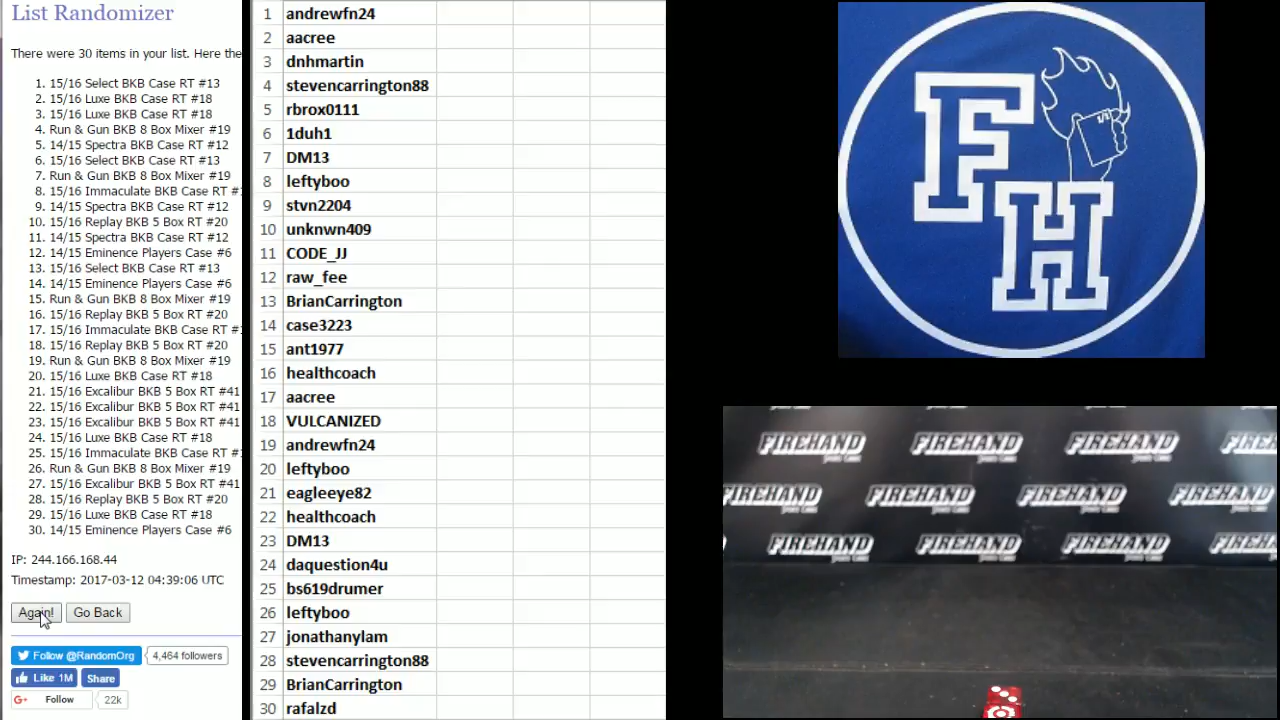 List Randomizer
There were 30 items in your list. Here the
1. 15/16 Select BKB Case RT #13
2. 15/16 Luxe BKB Case RT #18
3. 15/16 Luxe BKB Case RT #18
4. Run & Gun BKB 8 Box Mixer #19
5. 14/15 Spectra BKB Case RT #12
6. 15/16 Select BKB Case RT #13
7. Run & Gun BKB 8 Box Mixer #19
8. 15/16 Immaculate BKB Case RT #
9. 14/15 Spectra BKB Case RT #12
10. 15/16 Replay BKB 5 Box RT #20
11. 14/15 Spectra BKB Case RT #12
12. 14/15 Eminence Players Case #6
13. 15/16 Select BKB Case RT #13
14. 14/15 Eminence Players Case #6
15. Run & Gun BKB 8 Box Mixer #19
16. 15/16 Replay BKB 5 Box RT #20
17. 15/16 Immaculate BKB Case RT #
18. 15/16 Replay BKB 5 Box RT #20
19. Run & Gun BKB 8 Box Mixer #19
20. 15/16 Luxe BKB Case RT #18
21. 15/16 Excalibur BKB 5 Box RT #41
22. 15/16 Excalibur BKB 5 Box RT #41
23. 15/16 Excalibur BKB 5 Box RT #41
24. 15/16 Luxe BKB Case RT #18
25. 15/16 Immaculate BKB Case RT #
26. Run & Gun BKB 8 Box Mixer #19
27. 15/16 Excalibur BKB 5 Box RT #41
28. 15/16 Replay BKB 5 Box RT #20
29. 15/16 Luxe BKB Case RT #18
30. 14/15 Eminence Players Case #6
IP: 244.166.168.44
Timestamp: 2017-03-12 04:39:06 UTC
Again! Go Back
Follow @RandomOrg 4,464 followers
Like 1M Share
G+ Follow 22k
1 andrewfn24
2 aacree
3 dnhmartin
4 stevencarrington88
5 rbrox0111
6 1duh1
7 DM13
8 leftyboo
9 stvn2204
10 unknwn409
11 CODE_JJ
12 raw_fee
13 BrianCarrington
14 case3223
15 ant1977
16 healthcoach
17 aacree
18 VULCANIZED
19 andrewfn24
20 leftyboo
21 eagleeye82
22 healthcoach
23 DM13
24 daquestion4u
25 bs619drumer
26 leftyboo
27 jonathanylam
28 stevencarrington88
29 BrianCarrington
30 rafalzd
F
H
FIREHAND FIREHAND FIREHAND FIREHAND
FIREHAND FIREHAND FIREHAND FIREHAND
FIREHAND FIREHAND FIREHAND FIREH